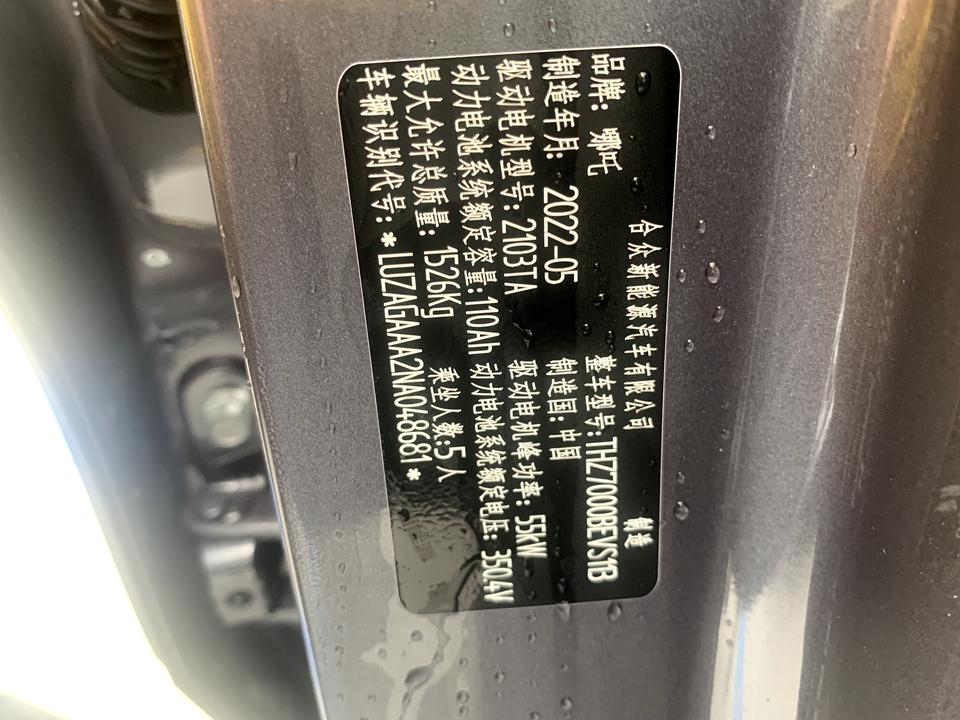 合众新能源汽车有限公司 制造
品牌：哪吒 整车型号：THZ7000BEVS1B
制造年月：2022-05 制造国：中国
驱动电机型号：2103TA 驱动电机峰功率：55kW
动力电池系统额定容量：110Ah 动力电池系统额定电压：350.4V
最大允许总质量：1526Kg 乘坐人数：5人
车辆识别代号：*LUZAGAAA2NA048681*